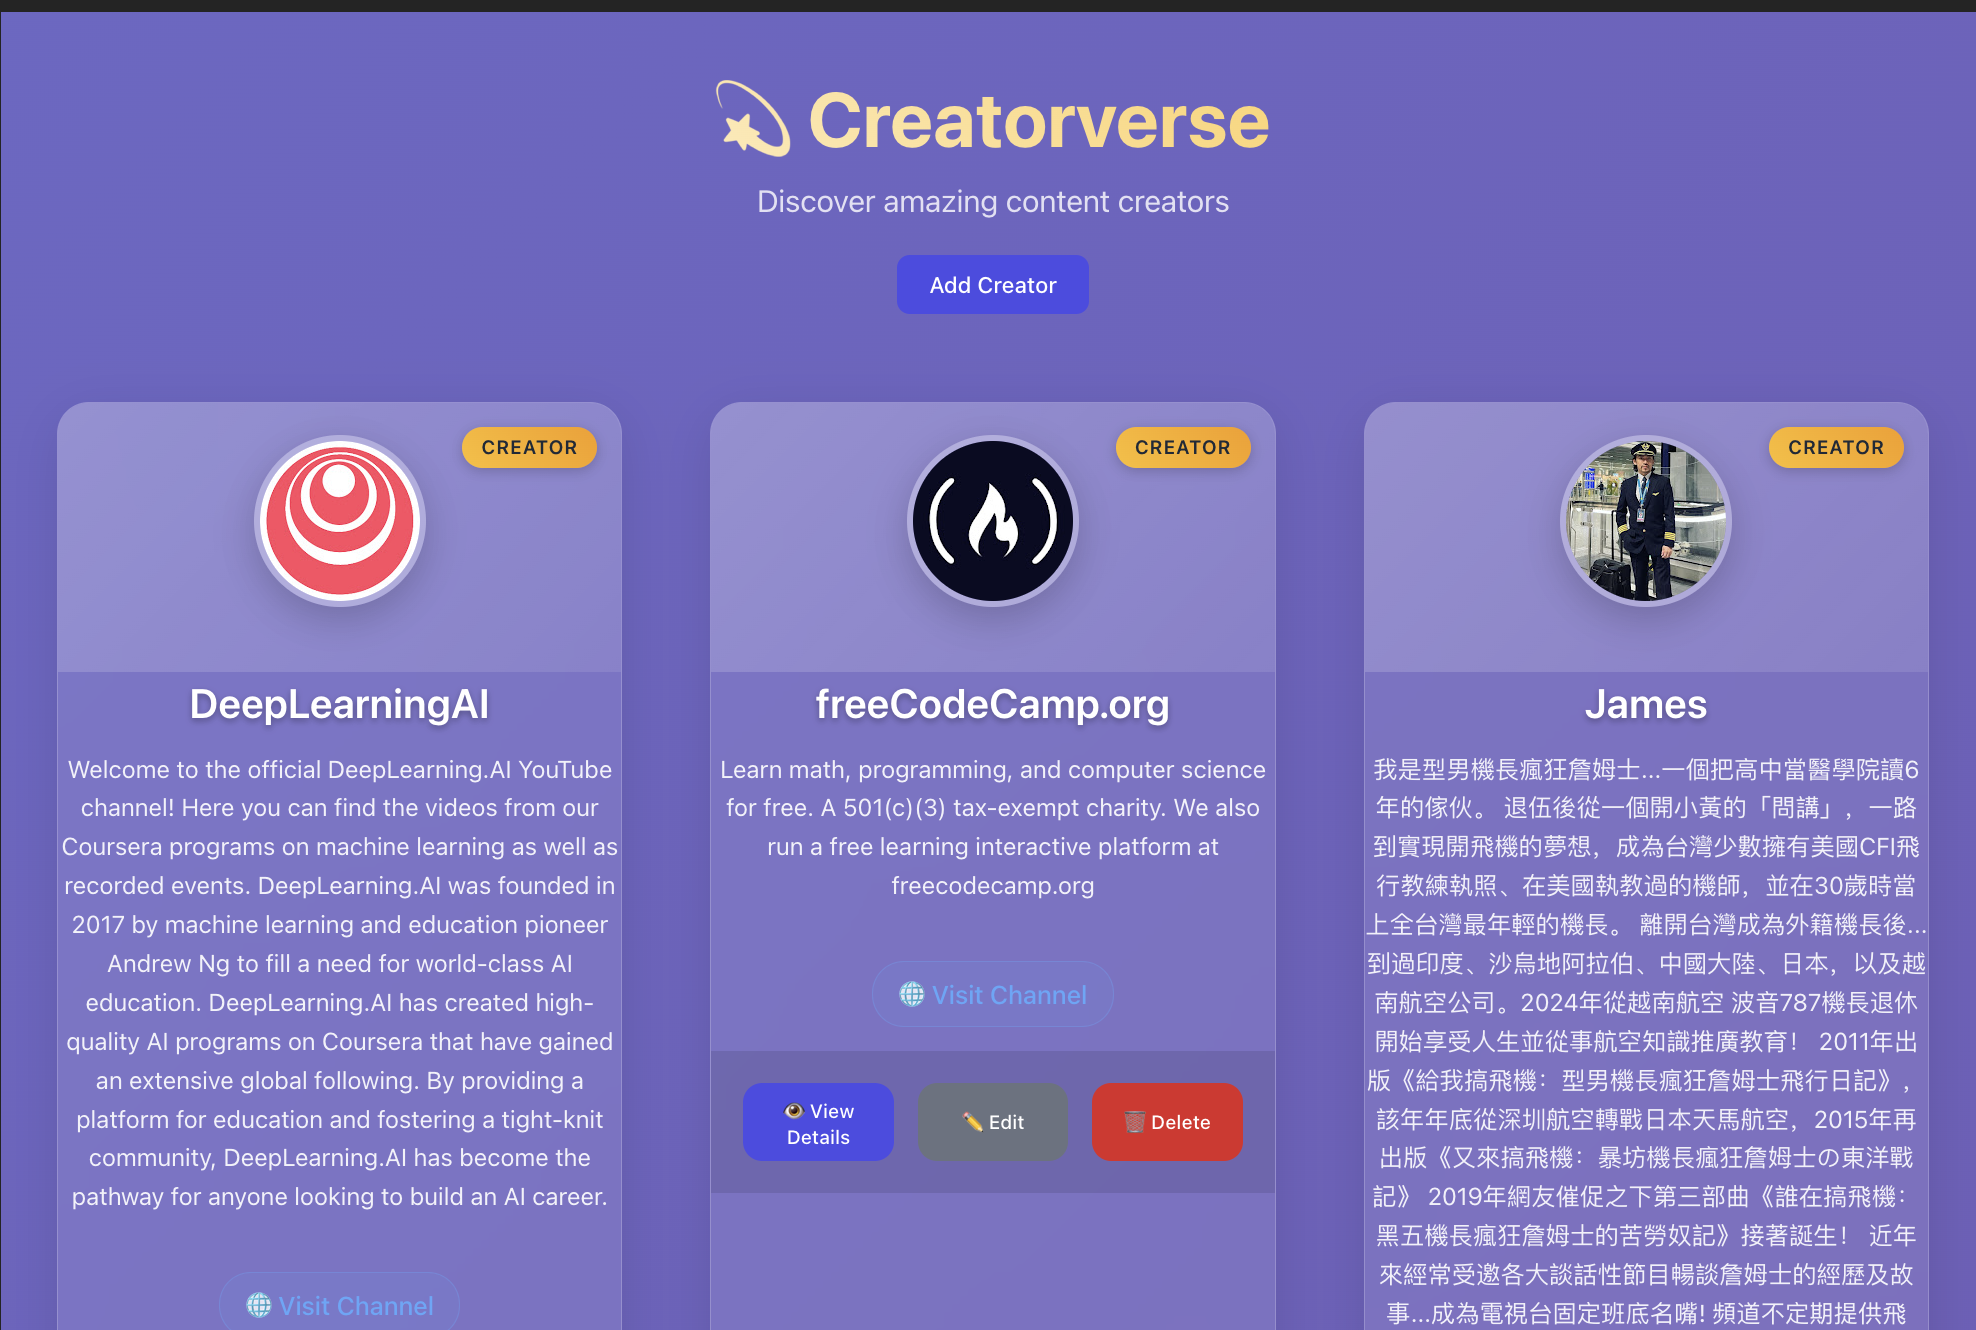 💫 Creatorverse
Discover amazing content creators
Add Creator
CREATOR
DeepLearningAI
Welcome to the official DeepLearning.AI YouTube
channel! Here you can find the videos from our
Coursera programs on machine learning as well as
recorded events. DeepLearning.AI was founded in
2017 by machine learning and education pioneer
Andrew Ng to fill a need for world-class AI
education. DeepLearning.AI has created high-
quality AI programs on Coursera that have gained
an extensive global following. By providing a
platform for education and fostering a tight-knit
community, DeepLearning.AI has become the
pathway for anyone looking to build an AI career.
🌐 Visit Channel
CREATOR
freeCodeCamp.org
Learn math, programming, and computer science
for free. A 501(c)(3) tax-exempt charity. We also
run a free learning interactive platform at
freecodecamp.org
🌐 Visit Channel
👁️ View
Details
✏️ Edit
🗑️ Delete
CREATOR
James
我是型男機長瘋狂詹姆士...一個把高中當醫學院讀6
年的傢伙。 退伍後從一個開小黃的「問講」，一路
到實現開飛機的夢想，成為台灣少數擁有美國CFI飛
行教練執照、在美國執教過的機師，並在30歲時當
上全台灣最年輕的機長。 離開台灣成為外籍機長後...
到過印度、沙烏地阿拉伯、中國大陸、日本，以及越
南航空公司。2024年從越南航空 波音787機長退休
開始享受人生並從事航空知識推廣教育！ 2011年出
版《給我搞飛機：型男機長瘋狂詹姆士飛行日記》，
該年年底從深圳航空轉戰日本天馬航空，2015年再
出版《又來搞飛機：暴坊機長瘋狂詹姆士の東洋戰
記》 2019年網友催促之下第三部曲《誰在搞飛機：
黑五機長瘋狂詹姆士的苦勞奴記》接著誕生！ 近年
來經常受邀各大談話性節目暢談詹姆士的經歷及故
事...成為電視台固定班底名嘴! 頻道不定期提供飛